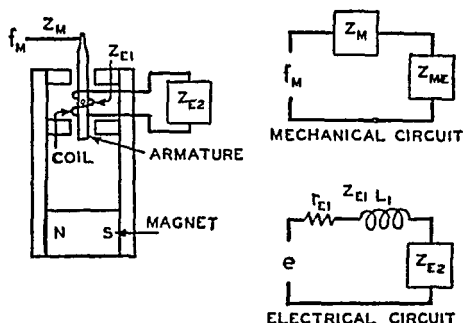 f_M Z_M
Z_E1
Z_E2
COIL
ARMATURE
N S
MAGNET
Z_M
f_M
Z_ME
MECHANICAL CIRCUIT
r_E1 Z_E1 L_1
e
Z_E2
ELECTRICAL CIRCUIT